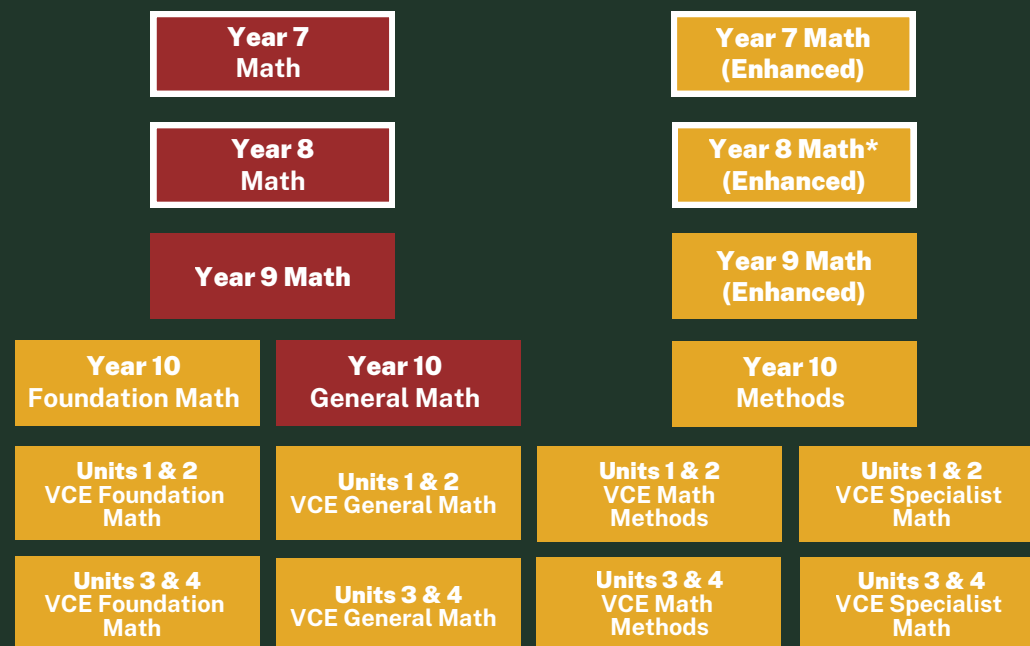 Year 7
Math
Year 7 Math
(Enhanced)
Year 8
Math
Year 8 Math*
(Enhanced)
Year 9 Math
Year 9 Math
(Enhanced)
Year 10
Foundation Math
Year 10
General Math
Year 10
Methods
Units 1 & 2
VCE Foundation
Math
Units 1 & 2
VCE General Math
Units 1 & 2
VCE Math
Methods
Units 1 & 2
VCE Specialist
Math
Units 3 & 4
VCE Foundation
Math
Units 3 & 4
VCE General Math
Units 3 & 4
VCE Math
Methods
Units 3 & 4
VCE Specialist
Math